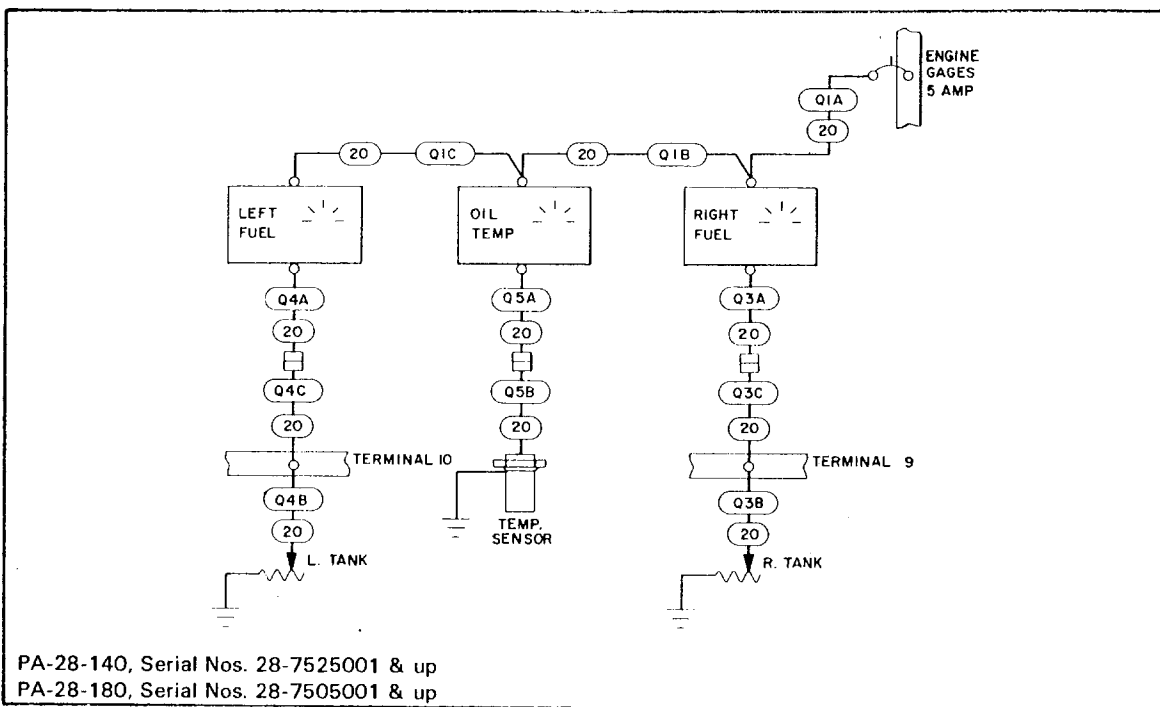 ENGINE
GAGES
5 AMP
Q1A
20
20
Q1C
20
Q1B
LEFT
FUEL
OIL
TEMP
RIGHT
FUEL
Q4A
Q5A
Q3A
20
20
20
Q4C
Q5B
Q3C
20
20
20
TERMINAL 10
TERMINAL 9
Q4B
Q3B
20
TEMP.
SENSOR
20
L. TANK
R. TANK
PA-28-140, Serial Nos. 28-7525001 & up
PA-28-180, Serial Nos. 28-7505001 & up